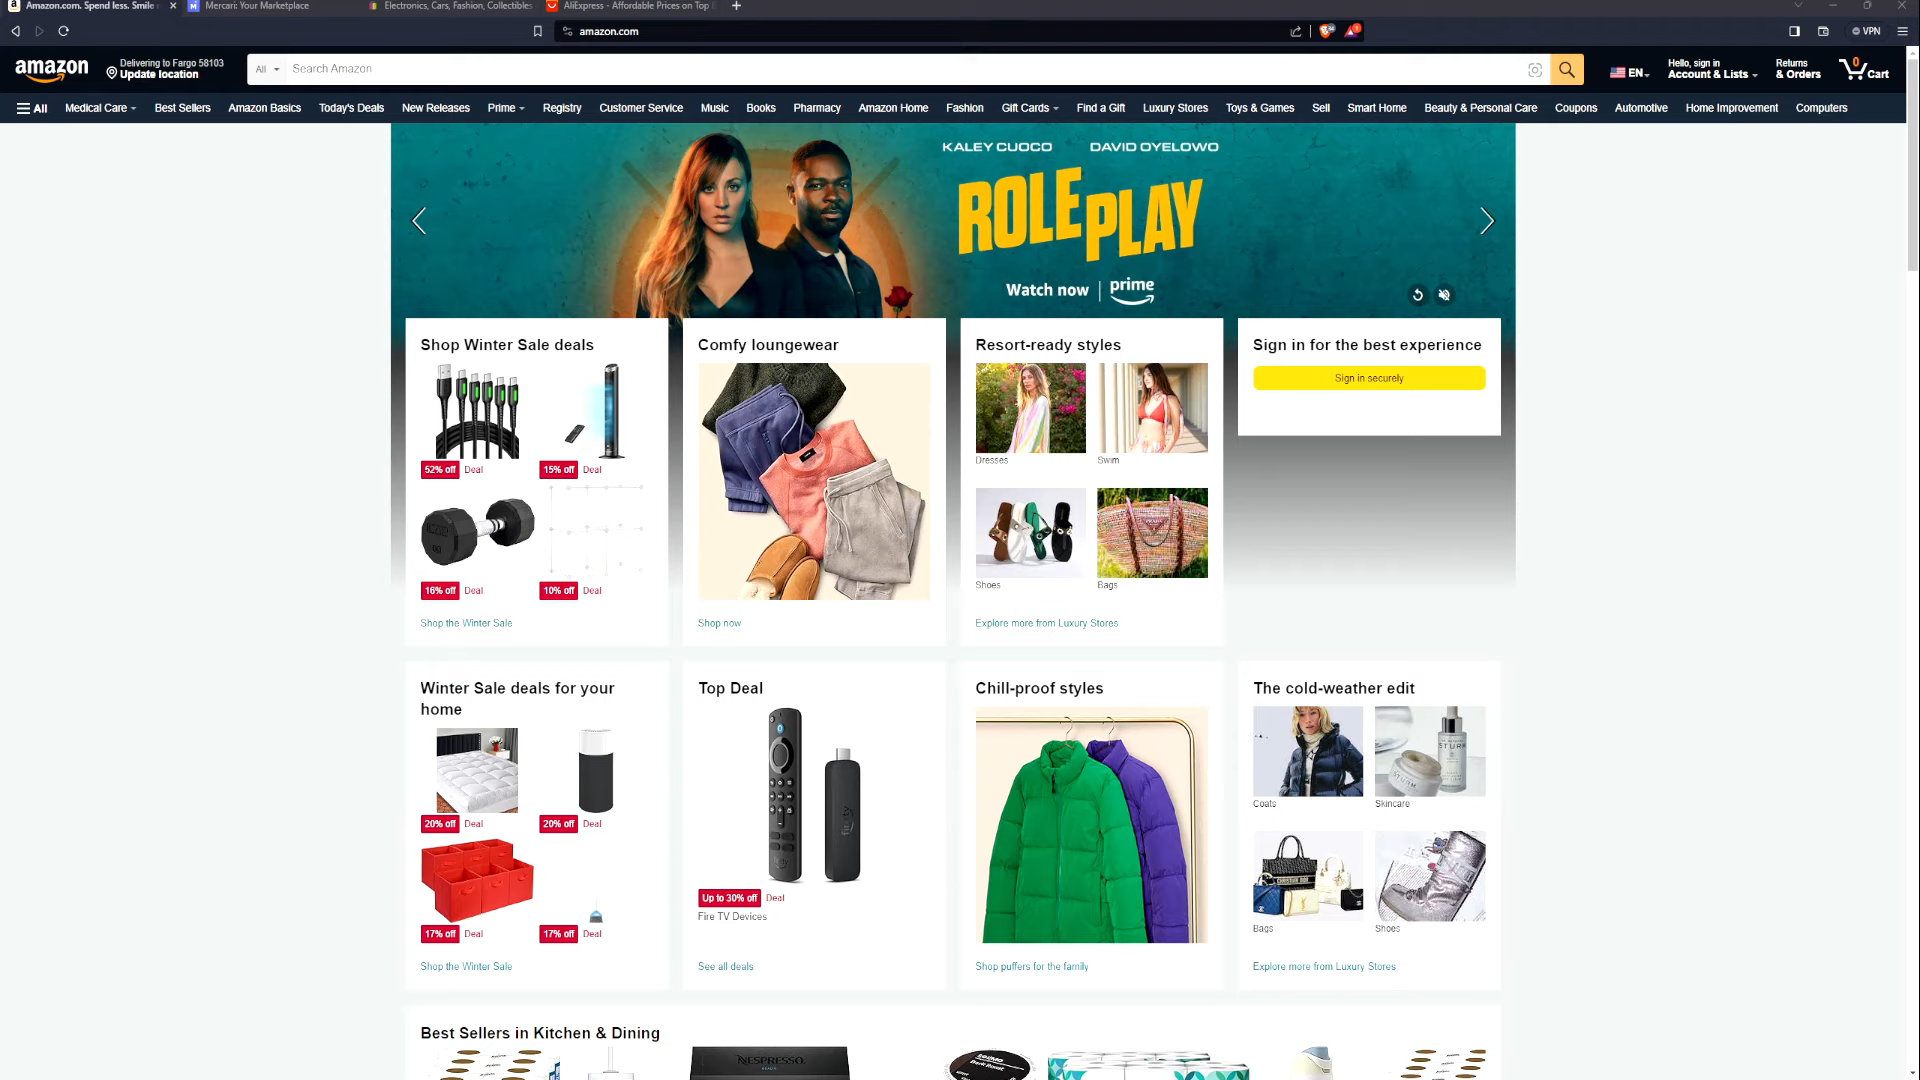 Amazon.com. Spend less. Smile
Mercari: Your Marketplace
Electronics, Cars, Fashion, Collectibles
AliExpress - Affordable Prices on Top
amazon.com
VPN
amazon
Delivering to Fargo 58103
Update location
All
Search Amazon
EN
Hello, sign in
Account & Lists
Returns
& Orders
0
Cart
All
Medical Care
Best Sellers
Amazon Basics
Today's Deals
New Releases
Prime
Registry
Customer Service
Music
Books
Pharmacy
Amazon Home
Fashion
Gift Cards
Find a Gift
Luxury Stores
Toys & Games
Sell
Smart Home
Beauty & Personal Care
Coupons
Automotive
Home Improvement
Computers
KALEY CUOCO DAVID OYELOWO
ROLE PLAY
Watch now | prime
Shop Winter Sale deals
52% off Deal
15% off Deal
16% off Deal
10% off Deal
Shop the Winter Sale
Comfy loungewear
Shop now
Resort-ready styles
Dresses
Swim
Shoes
Bags
Explore more from Luxury Stores
Sign in for the best experience
Sign in securely
Winter Sale deals for your
home
20% off Deal
20% off Deal
17% off Deal
17% off Deal
Shop the Winter Sale
Top Deal
fire tv
Up to 30% off Deal
Fire TV Devices
See all deals
Chill-proof styles
Shop puffers for the family
The cold-weather edit
STURM
Coats
Skincare
Bags
Shoes
Explore more from Luxury Stores
Best Sellers in Kitchen & Dining
NESPRESSO
Dark Roast